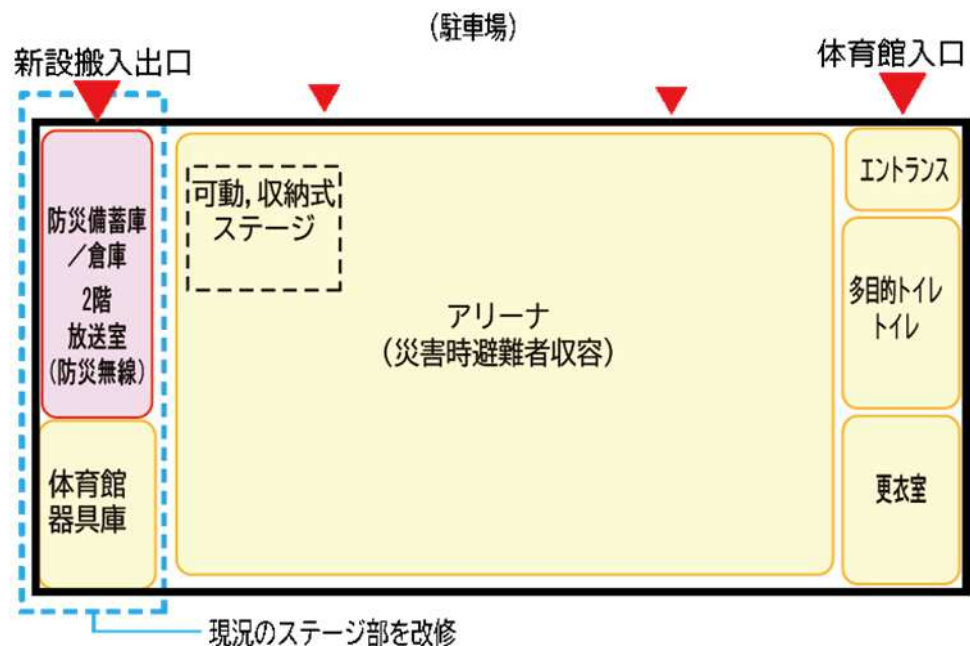 (駐車場)
新設搬入出口
体育館入口
防災備蓄庫
/倉庫
2階
放送室
(防災無線)
体育館
器具庫
可動,収納式
ステージ
アリーナ
(災害時避難者収容)
エントランス
多目的トイレ
トイレ
更衣室
現況のステージ部を改修